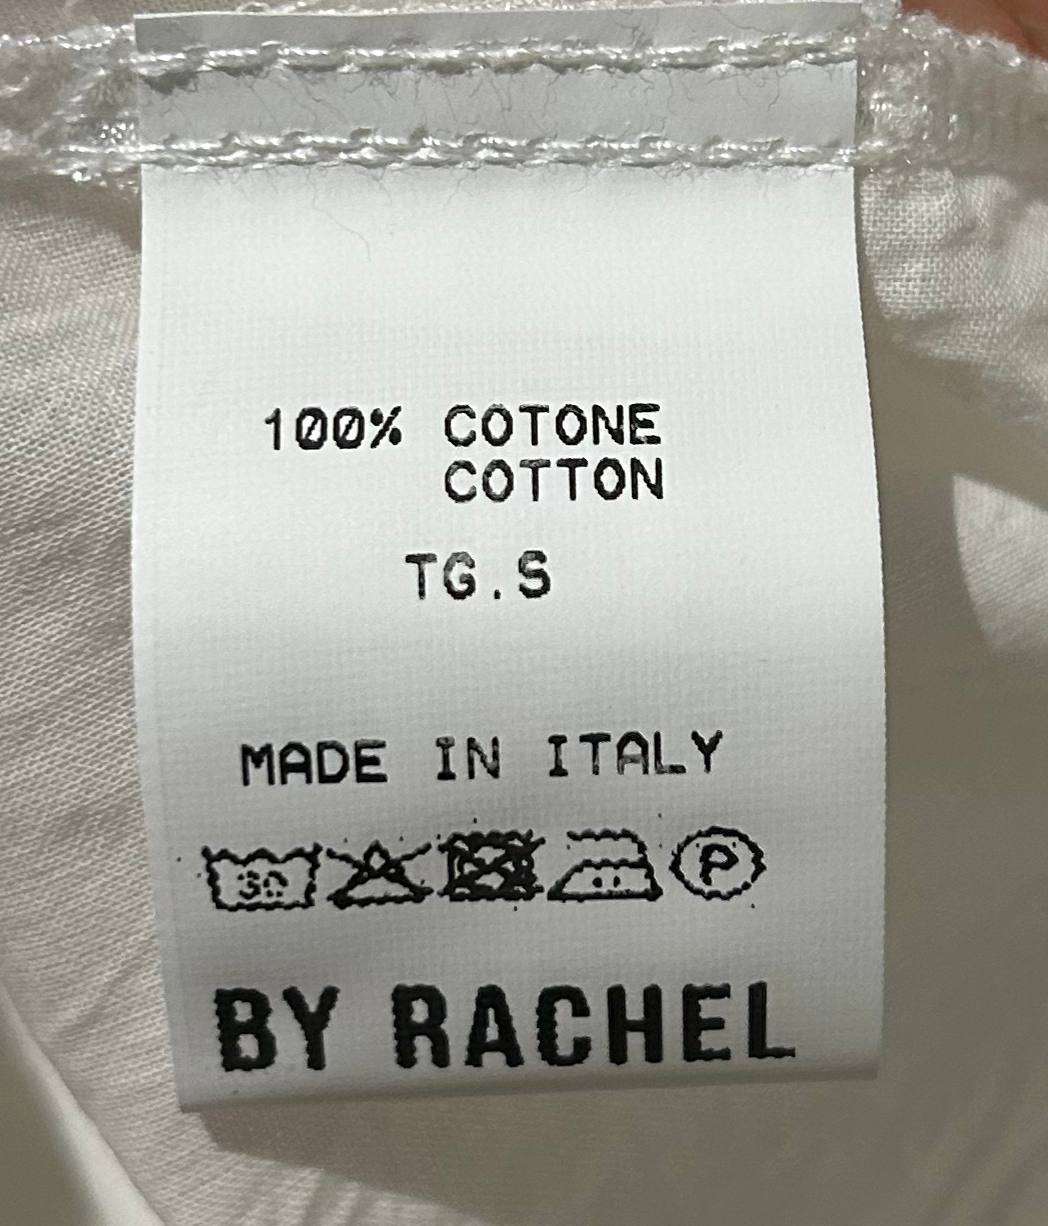 100% COTONE
COTTON
TG.S
MADE IN ITALY
30 P
BY RACHEL